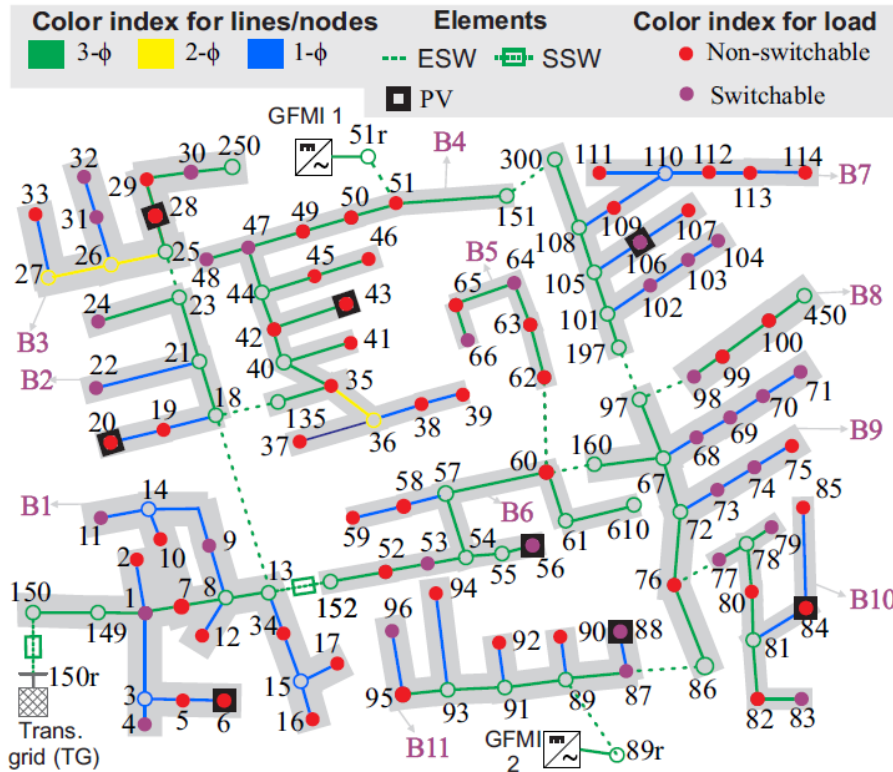 Color index for lines/nodes Elements Color index for load
3-ϕ 2-ϕ 1-ϕ ESW SSW Non-switchable
PV Switchable
GFMI 1 51r B4
32 30 250 300 111 110 112 114
33 29 51 113 B7
31 28 49 50 151 109 107
47 46 108 106 104
27 26 25 48 45 B5 64 105 103
24 23 44 43 65 102 B8
B3 42 63 101 450
22 21 41 66 197 100
B2 40 62 99
18 35 98 71
20 19 135 39 97 70
37 36 38 69 B9
58 57 60 160 67 68 75
B1 14 59 B6 74 85
11 10 9 61 610 72 73
2 13 52 53 54 79
150 7 8 55 56 76 77 78
1 152 94 80 B10
149 12 34 17 96 92 90 88 84
150r 3 15 81
4 5 6 16 95 93 91 89 87 86 82 83
Trans. grid (TG)
B11 GFMI 2 89r